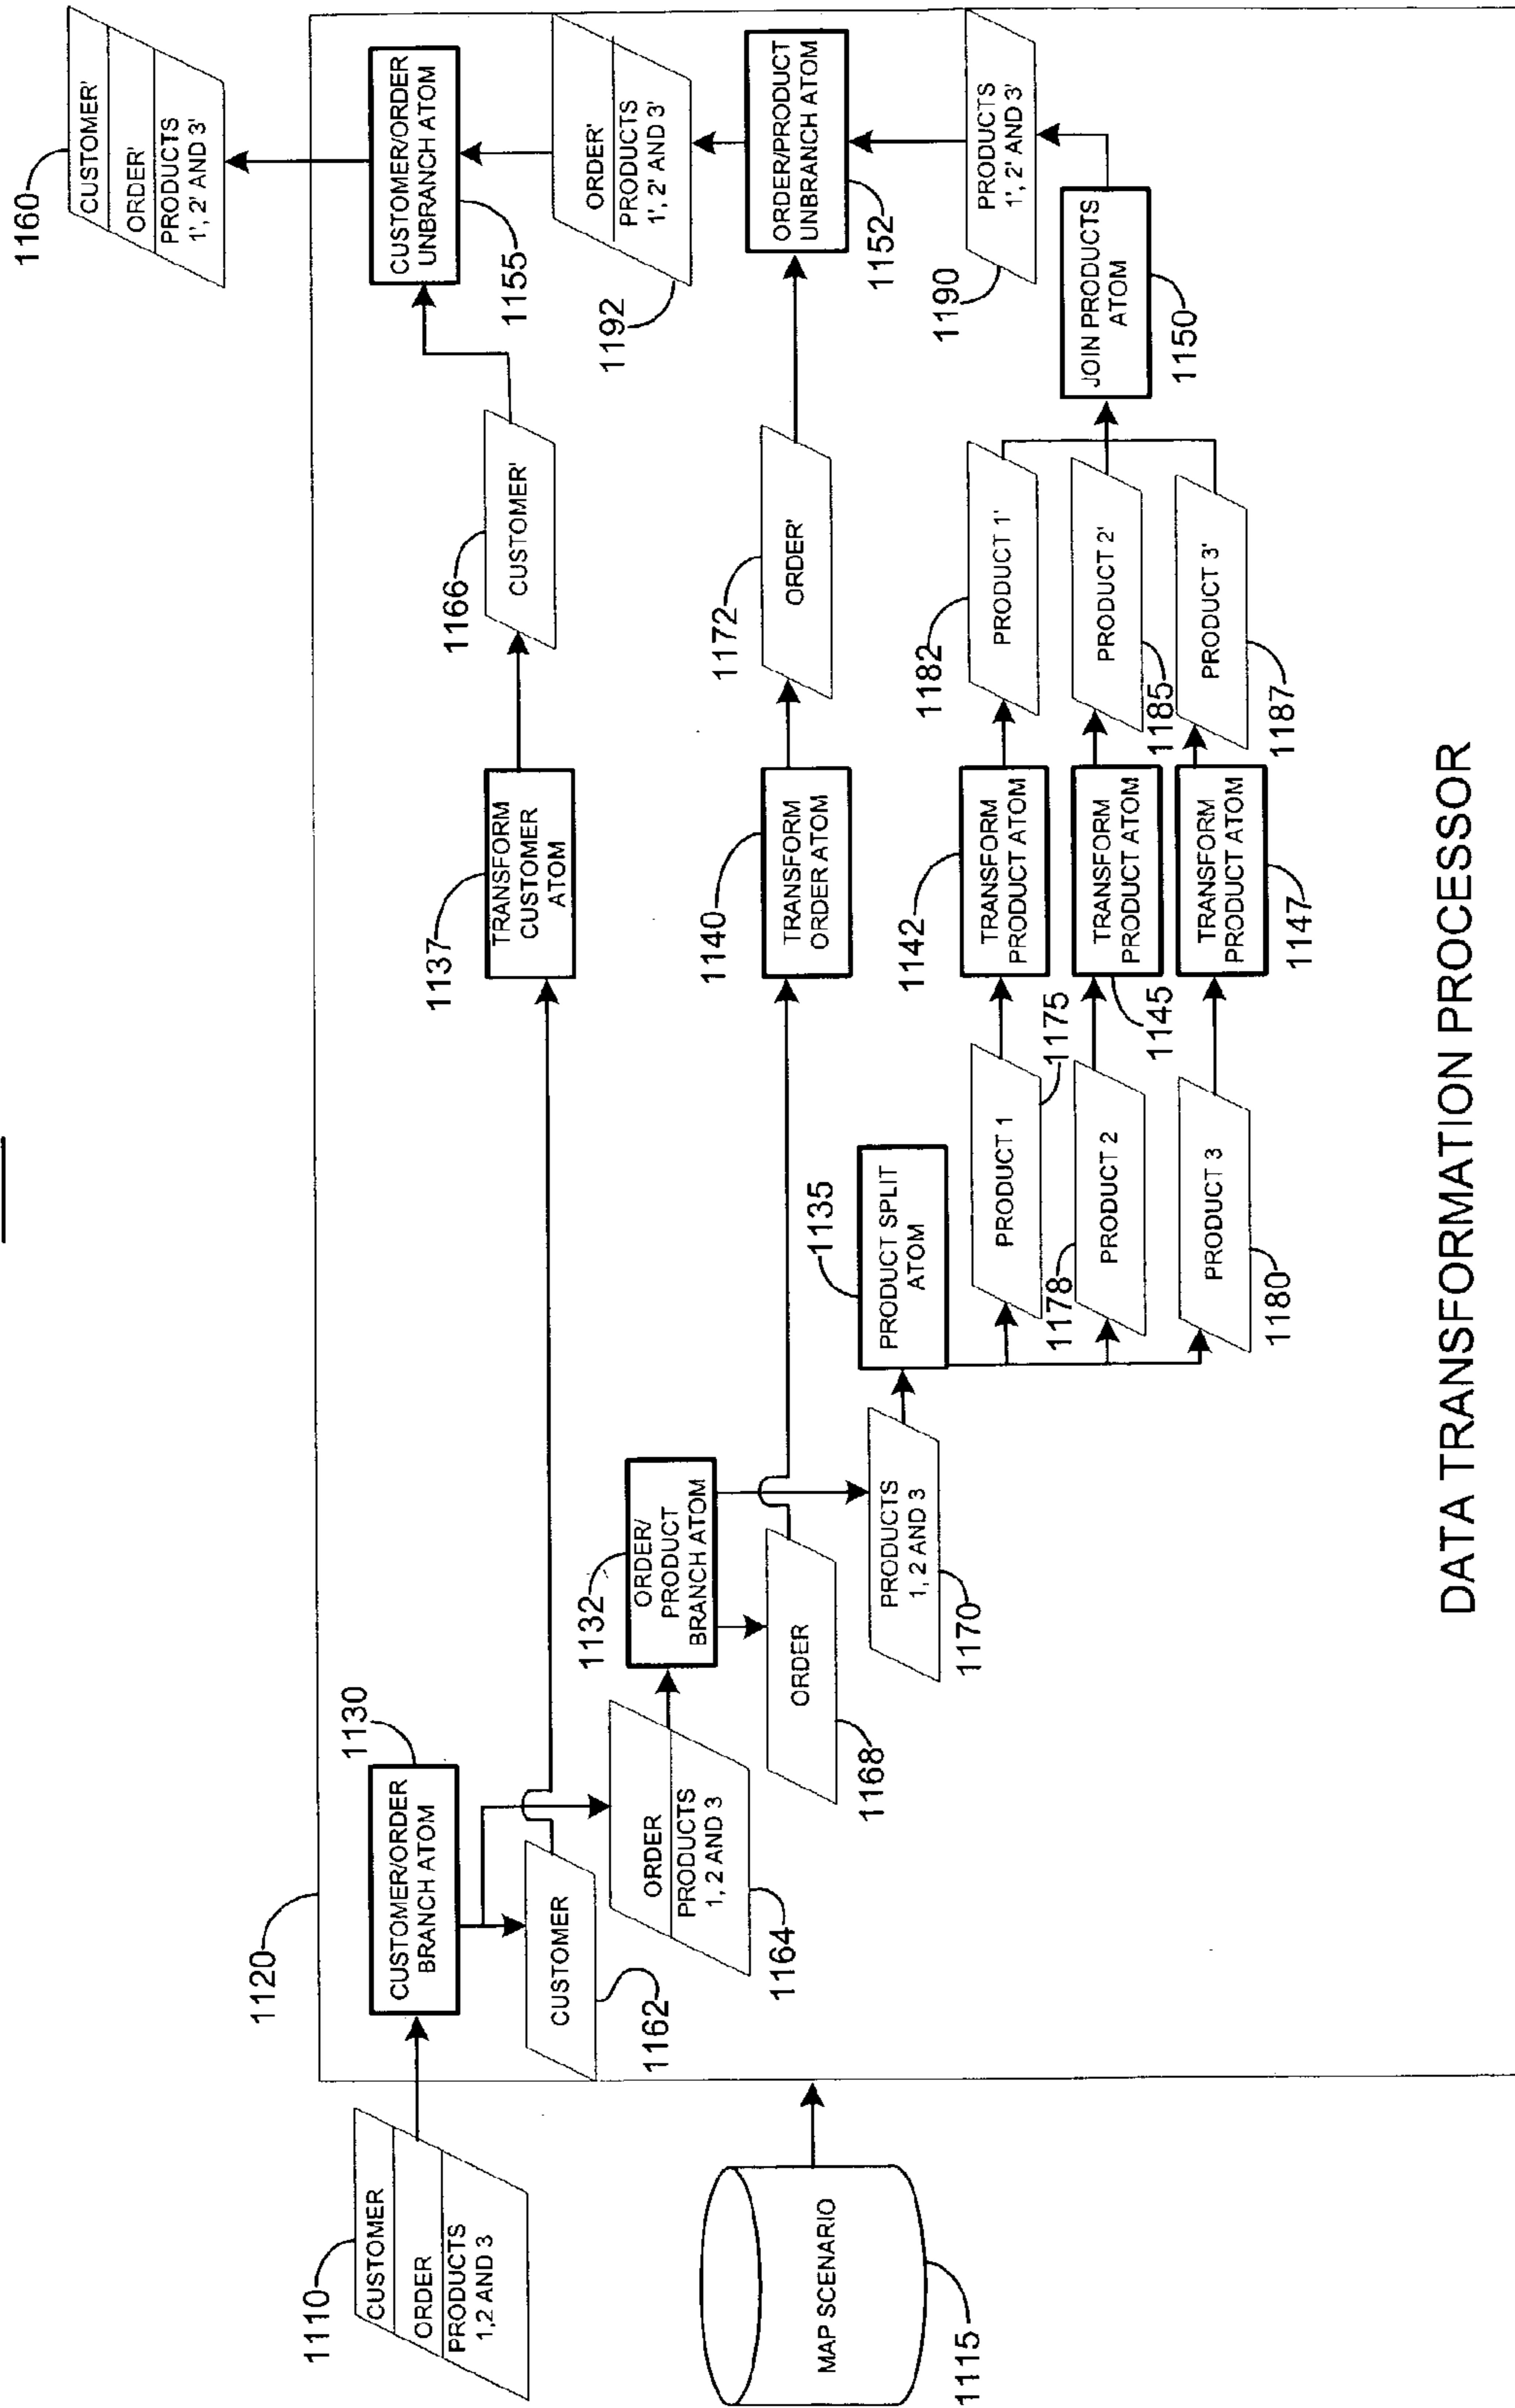 1110
CUSTOMER
ORDER
PRODUCTS
1,2 AND 3
1115
MAP SCENARIO
1120
1130
CUSTOMER/ORDER
BRANCH ATOM
CUSTOMER
1162
ORDER
PRODUCTS
1, 2 AND 3
1164
1132
ORDER/
PRODUCT
BRANCH ATOM
ORDER
1168
PRODUCTS
1, 2 AND 3
1170
1135
PRODUCT SPLIT
ATOM
PRODUCT 1
1175
1178
PRODUCT 2
PRODUCT 3
1180
1137
TRANSFORM
CUSTOMER
ATOM
1140
TRANSFORM
ORDER ATOM
1142
TRANSFORM
PRODUCT ATOM
TRANSFORM
PRODUCT ATOM
1145
TRANSFORM
PRODUCT ATOM
1147
1166
CUSTOMER'
1172
ORDER'
1182
PRODUCT 1'
PRODUCT 2'
1185
PRODUCT 3'
1187
JOIN PRODUCTS
ATOM
1150
PRODUCTS
1', 2' AND 3'
1190
ORDER/PRODUCT
UNBRANCH ATOM
1152
ORDER'
PRODUCTS
1', 2' AND 3'
1192
CUSTOMER/ORDER
UNBRANCH ATOM
1155
1160
CUSTOMER'
ORDER'
PRODUCTS
1', 2' AND 3'
DATA TRANSFORMATION PROCESSOR